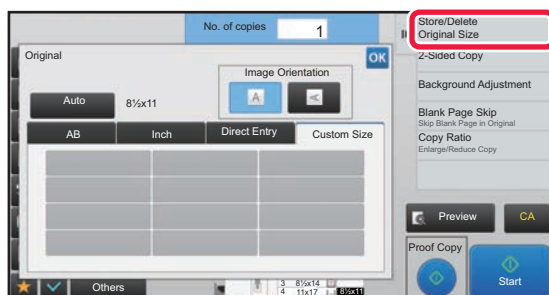 No. of copies
1
Store/Delete
Original Size
2-Sided Copy
Background Adjustment
Blank Page Skip
Skip Blank Page in Original
Copy Ratio
Enlarge/Reduce Copy
Original
OK
Image Orientation
A
A
Auto
8½x11
AB
Inch
Direct Entry
Custom Size
Preview
CA
Proof Copy
Start
Others
3 8½x14
4 11x17
8½x11